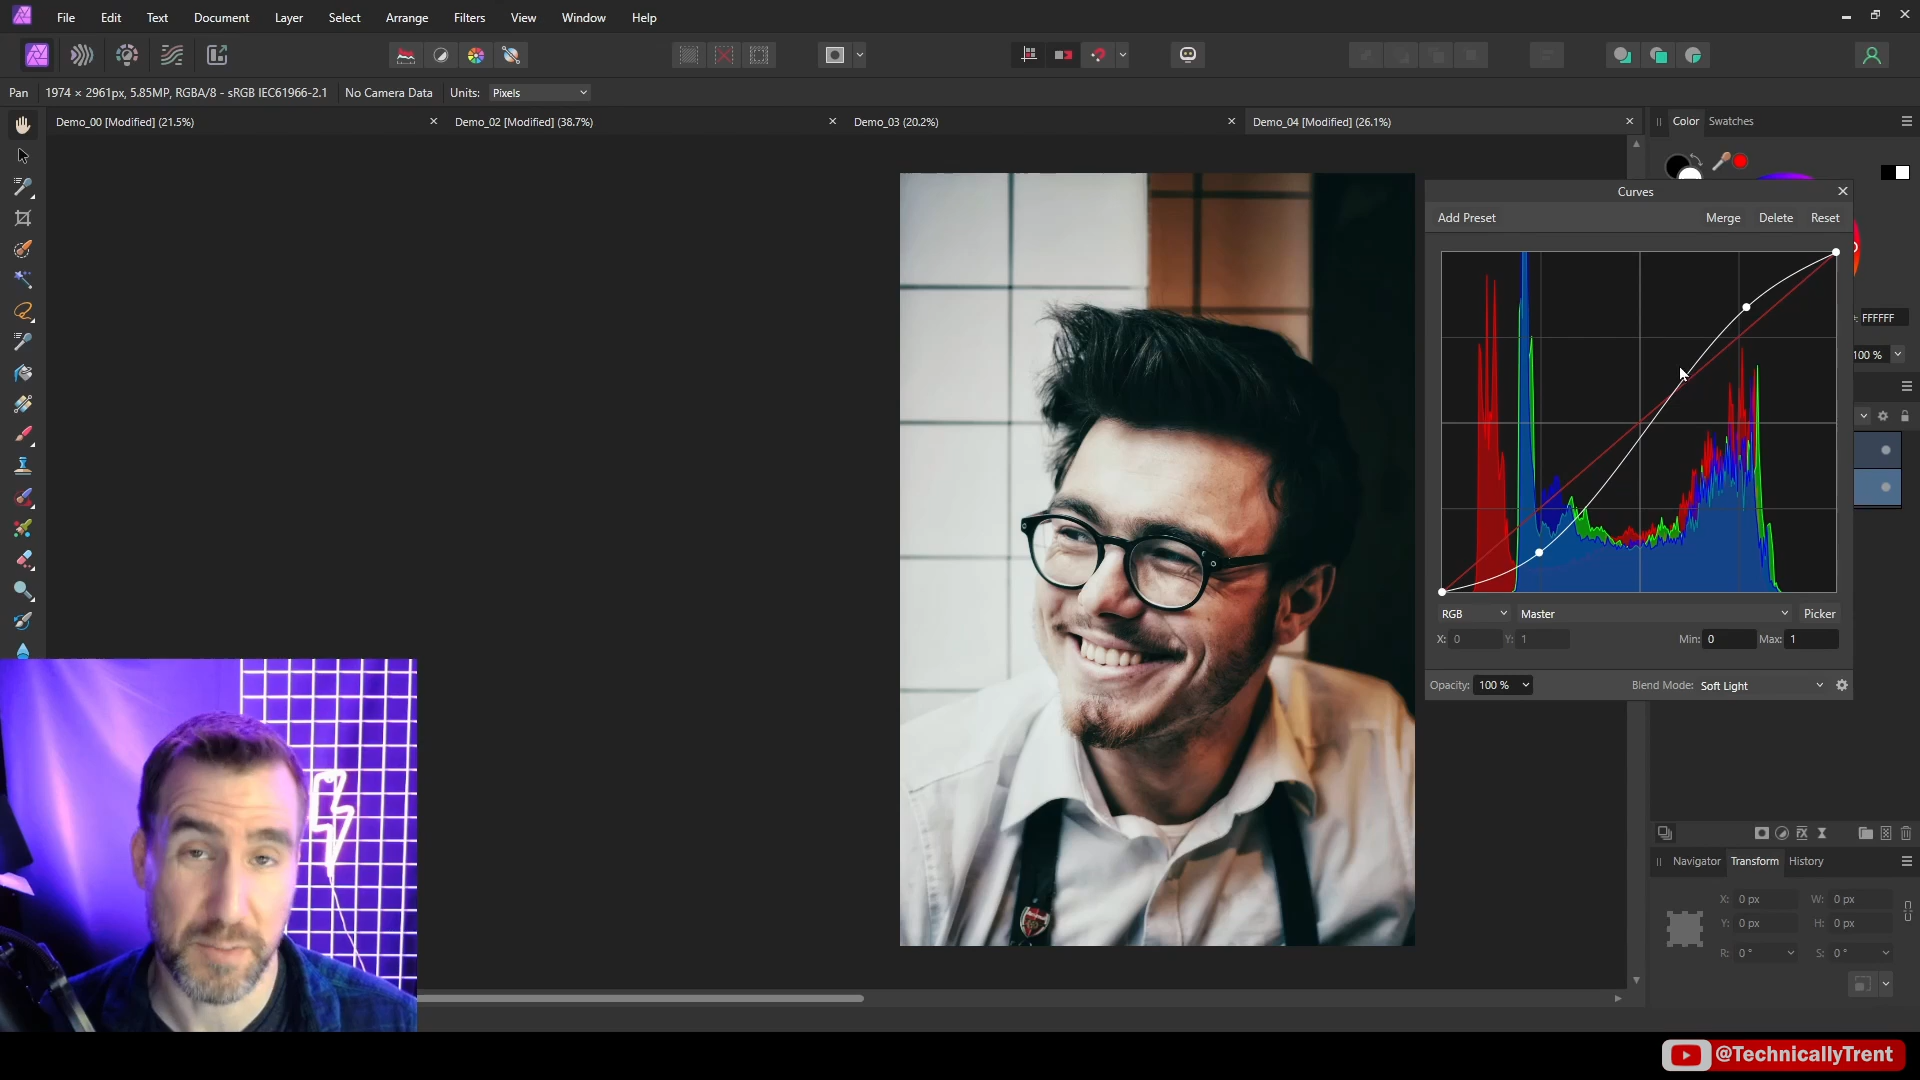 File Edit Text Document Layer Select Arrange Filters View Window Help
Pan 1974 × 2961px, 5.85MP, RGBA/8 - sRGB IEC61966-2.1 No Camera Data Units: Pixels
Demo_00 [Modified] (21.5%) Demo_02 [Modified] (38.7%) Demo_03 (20.2%) Demo_04 [Modified] (26.1%)
Color Swatches
Curves
Add Preset Merge Delete Reset
FFFFFF
100 %
RGB Master Picker
X: 0 Y: 1 Min: 0 Max: 1
Opacity: 100 % Blend Mode: Soft Light
Navigator Transform History
X: 0 px W: 0 px
Y: 0 px H: 0 px
R: 0 ° S: 0 °
@TechnicallyTrent